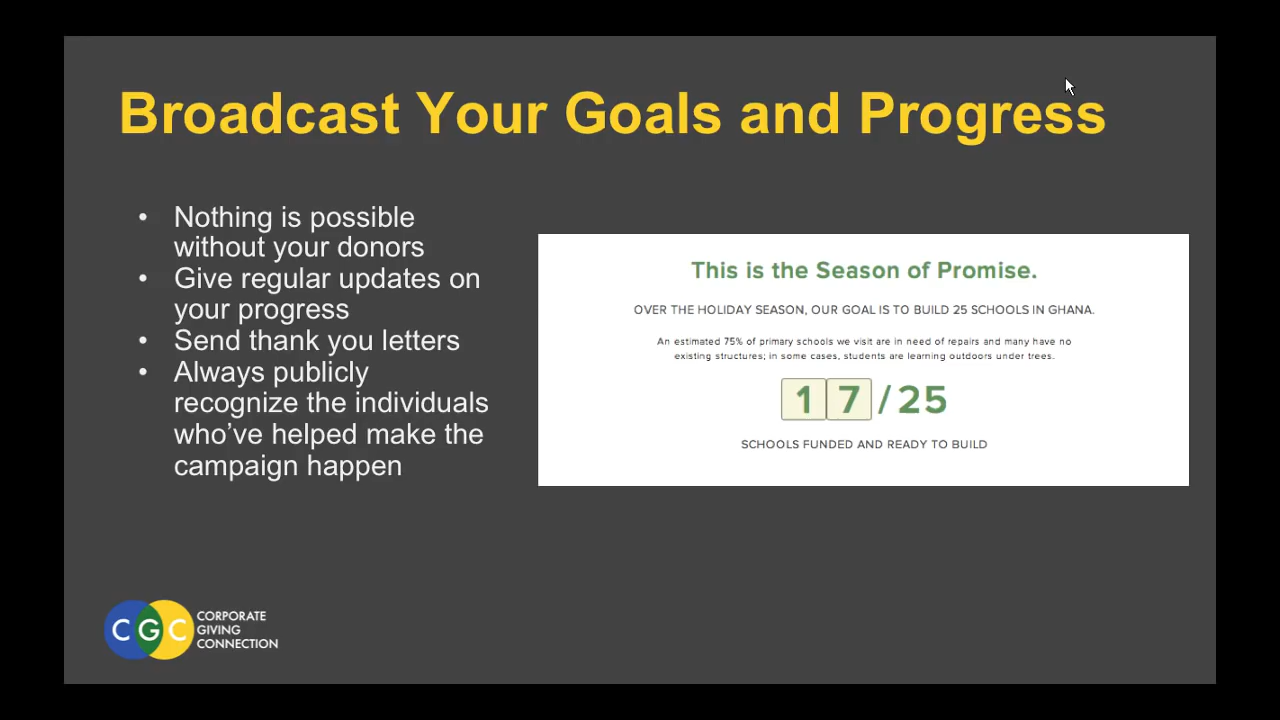 Broadcast Your Goals and Progress
• Nothing is possible
without your donors
• Give regular updates on
your progress
• Send thank you letters
• Always publicly
recognize the individuals
who’ve helped make the
campaign happen
This is the Season of Promise.
OVER THE HOLIDAY SEASON, OUR GOAL IS TO BUILD 25 SCHOOLS IN GHANA.
An estimated 75% of primary schools we visit are in need of repairs and many have no
existing structures; in some cases, students are learning outdoors under trees.
17/25
SCHOOLS FUNDED AND READY TO BUILD
CGC
CORPORATE
GIVING
CONNECTION